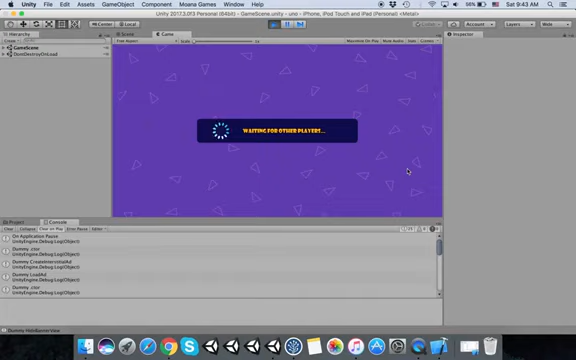 Unity File Edit Assets GameObject Component Moana Games Window Help
Sat 9:43 AM
Unity 2017.2.0f3 Personal (64bit) - GameScene.unity - uno - iPhone, iPod Touch and iPad (Personal) <Metal>
Center Local Account Layers Web
Hierarchy Scene Game Inspector
Create Free Aspect Scale 1x Maximize On Play Mute Audio Stats Gizmos
GameScene
DontDestroyOnLoad
WAITING FOR OTHER PLAYERS...
Project Console
Clear Collapse Clear on Play Error Pause Editor
On Application Pause
UnityEngine.Debug:Log(Object)
Dummy .ctor
UnityEngine.Debug:Log(Object)
Dummy CreateInterstitialAd
UnityEngine.Debug:Log(Object)
Dummy LoadAd
UnityEngine.Debug:Log(Object)
Dummy .ctor
UnityEngine.Debug:Log(Object)
Dummy HideBannerView